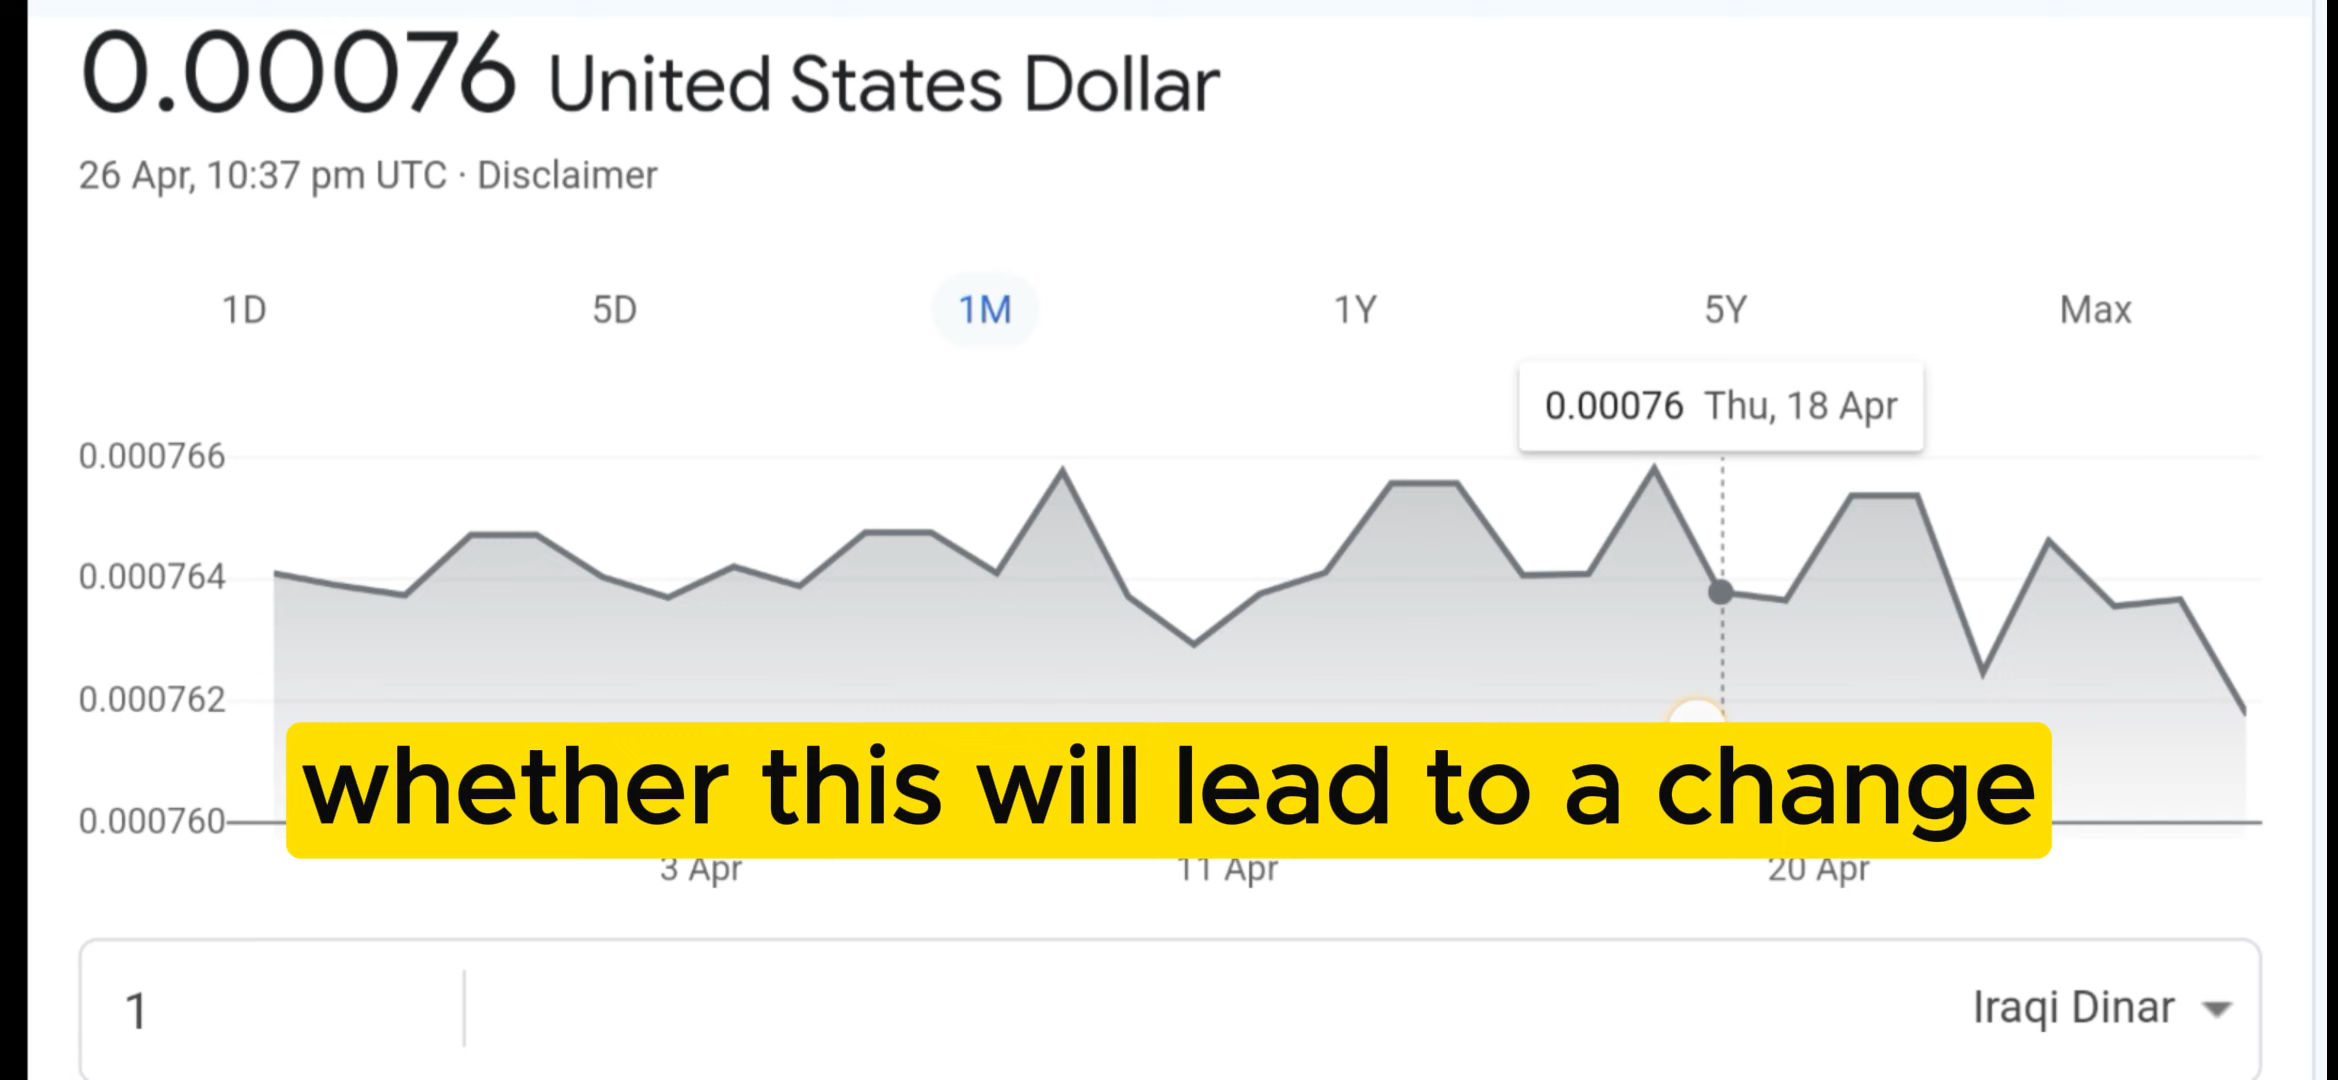 0.00076 United States Dollar
26 Apr, 10:37 pm UTC · Disclaimer
1D 5D 1M 1Y 5Y Max
0.00076 Thu, 18 Apr
0.000766
0.000764
0.000762
whether this will lead to a change
0.000760
3 Apr 11 Apr 20 Apr
1 Iraqi Dinar